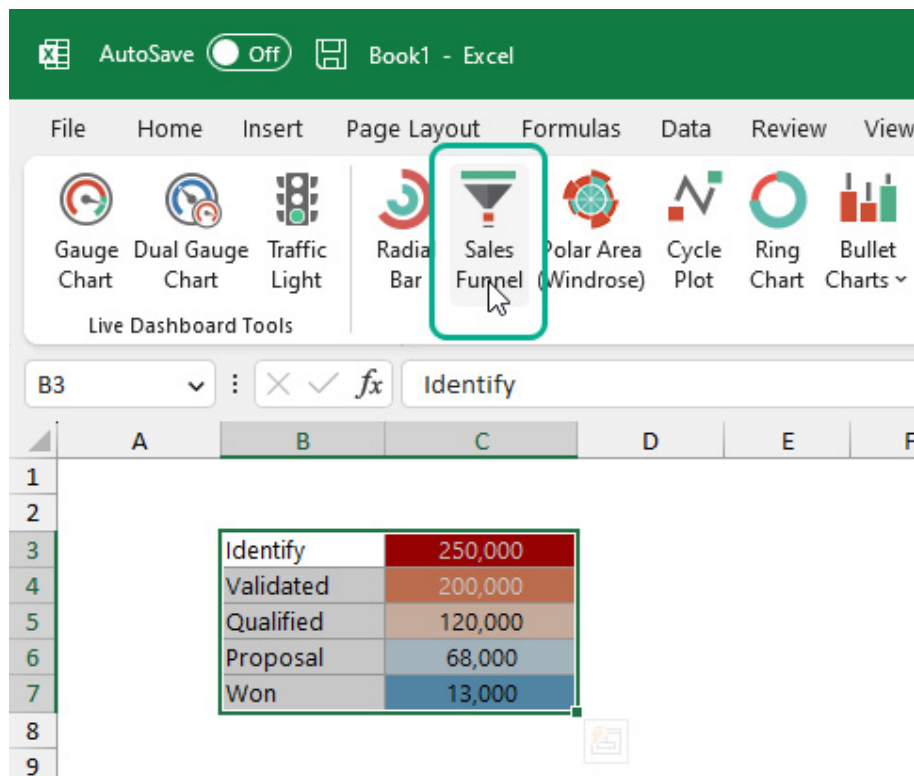 AutoSave Off Book1 - Excel
File Home Insert Page Layout Formulas Data Review View
Gauge Chart
Dual Gauge Chart
Traffic Light
Radial Bar
Sales Funnel
Polar Area (Windrose)
Cycle Plot
Ring Chart
Bullet Charts
Live Dashboard Tools
B3 fx Identify
A B C D E F
1
2
3 Identify 250,000
4 Validated 200,000
5 Qualified 120,000
6 Proposal 68,000
7 Won 13,000
8
9